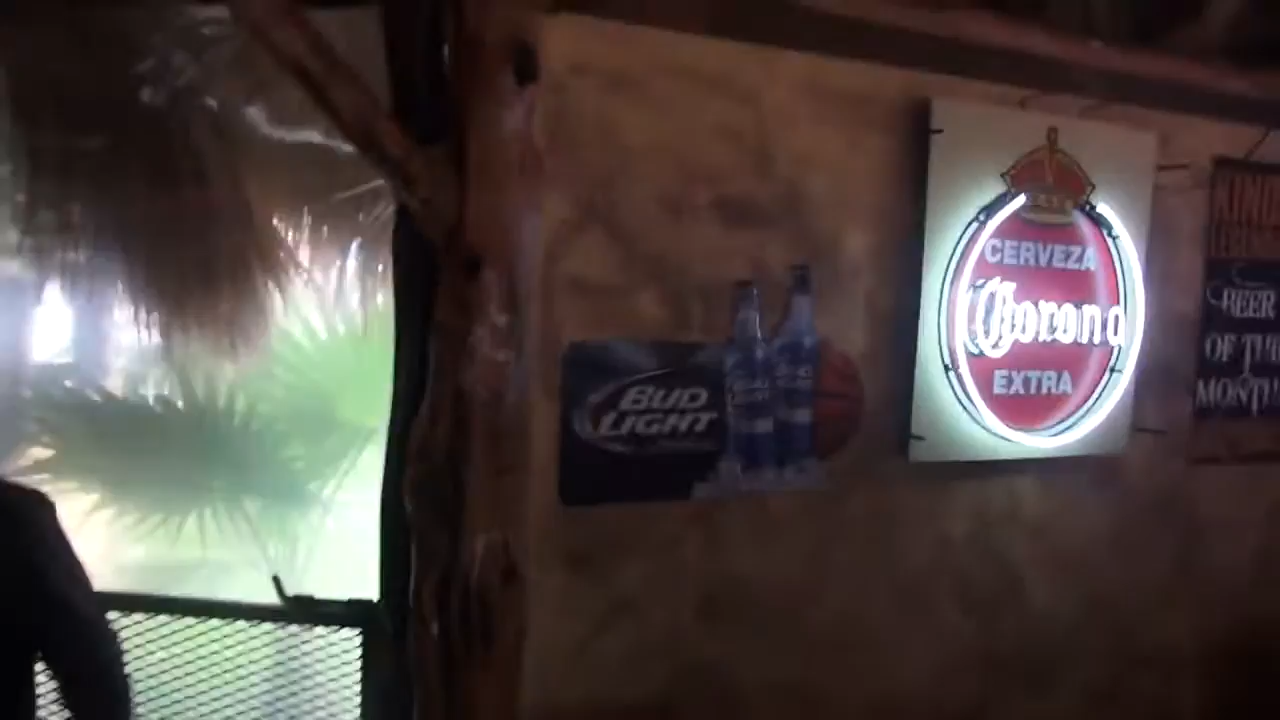 BUD
LIGHT
CERVEZA
Corona
EXTRA
BEER
OF THE
MONTH